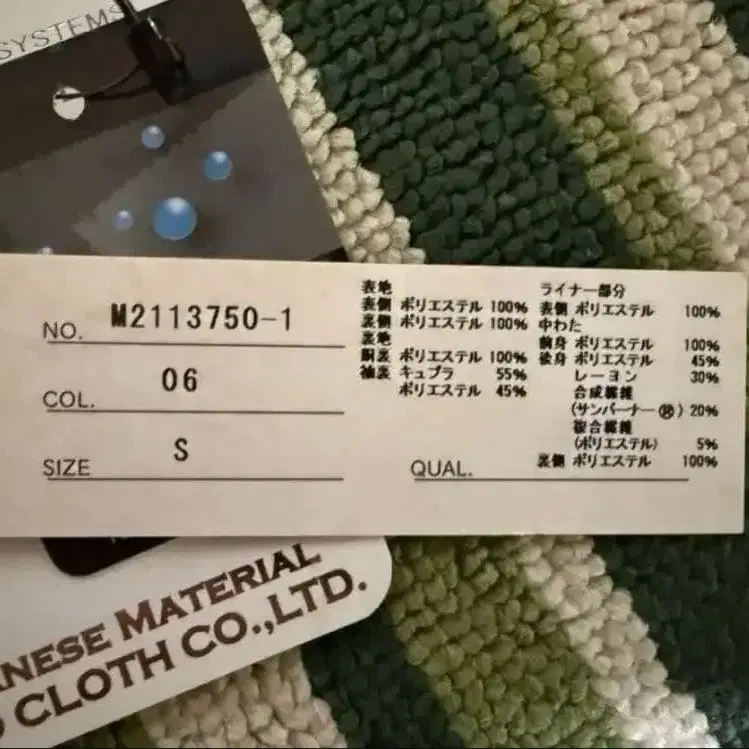 SYSTEMS
NO. M2113750-1
COL. 06
SIZE S
表地
表側 ポリエステル 100%
裏側 ポリエステル 100%
裏地
胴裏 ポリエステル 100%
袖裏 キュプラ 55%
ポリエステル 45%
ライナー部分
表側 ポリエステル 100%
中わた
前身 ポリエステル 100%
後身 ポリエステル 45%
レーヨン 30%
合成繊維
(サンバーナー®) 20%
複合繊維
(ポリエステル) 5%
裏側 ポリエステル 100%
QUAL.
ANESE MATERIAL
CLOTH CO.,LTD.